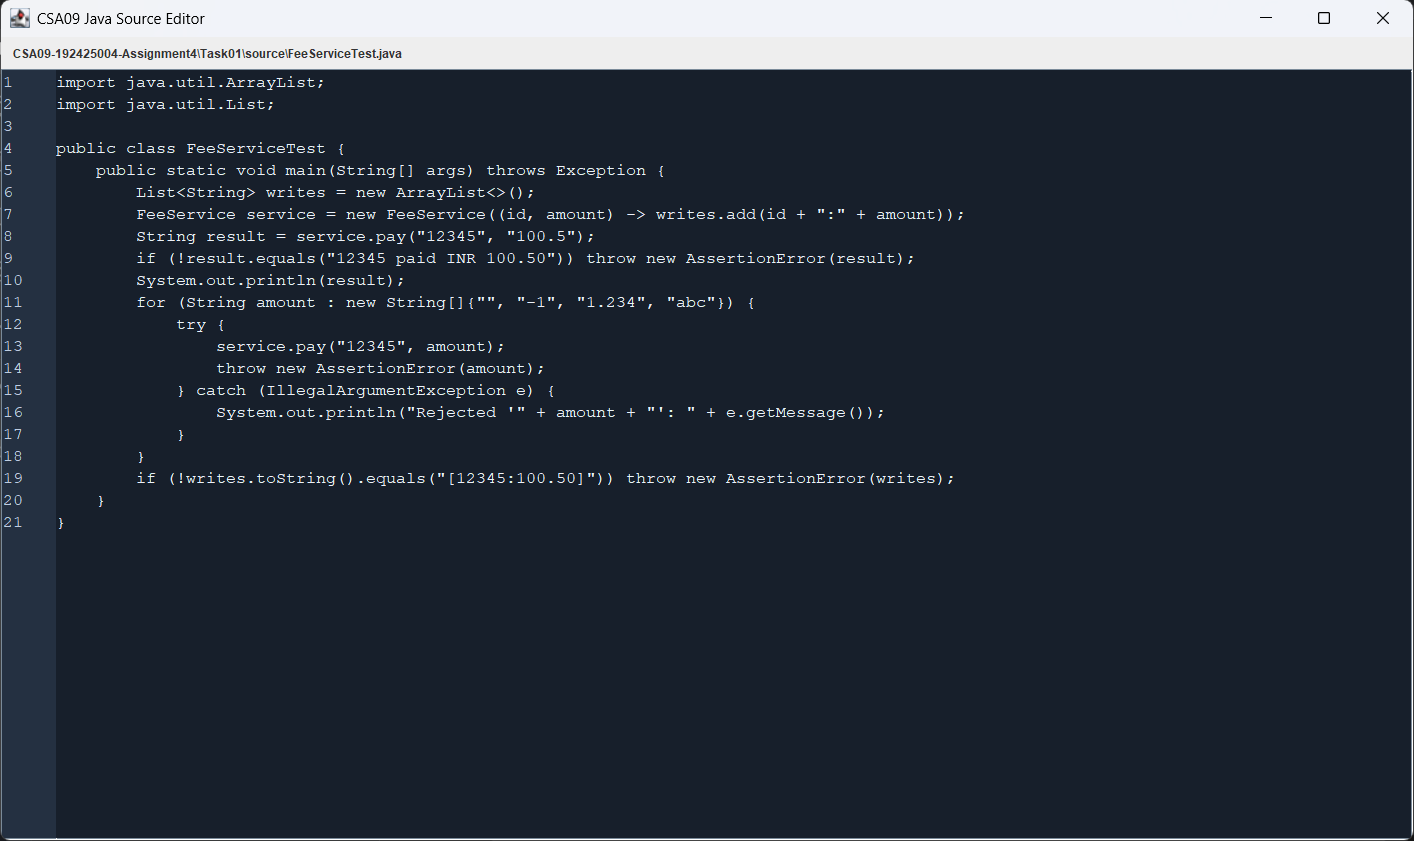 CSA09 Java Source Editor
CSA09-192425004-Assignment4\Task01\source\FeeServiceTest.java
1 import java.util.ArrayList;
2 import java.util.List;
3
4 public class FeeServiceTest {
5     public static void main(String[] args) throws Exception {
6         List<String> writes = new ArrayList<>();
7         FeeService service = new FeeService((id, amount) -> writes.add(id + ":" + amount));
8         String result = service.pay("12345", "100.5");
9         if (!result.equals("12345 paid INR 100.50")) throw new AssertionError(result);
10         System.out.println(result);
11         for (String amount : new String[]{"", "-1", "1.234", "abc"}) {
12             try {
13                 service.pay("12345", amount);
14                 throw new AssertionError(amount);
15             } catch (IllegalArgumentException e) {
16                 System.out.println("Rejected '" + amount + "': " + e.getMessage());
17             }
18         }
19         if (!writes.toString().equals("[12345:100.50]")) throw new AssertionError(writes);
20     }
21 }